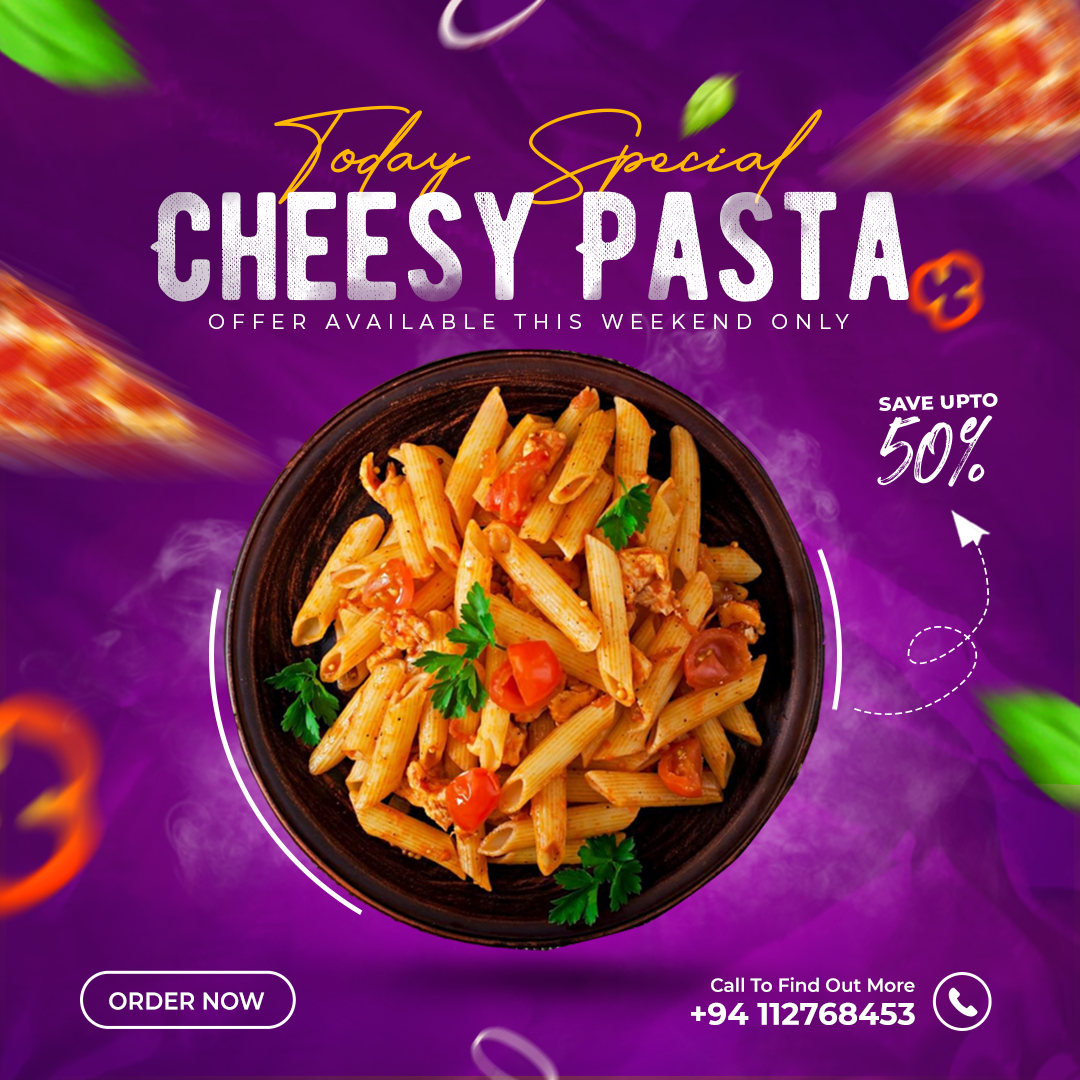 Today Special
CHEESY PASTA
OFFER AVAILABLE THIS WEEKEND ONLY
SAVE UPTO
50%
ORDER NOW
Call To Find Out More
+94 112768453